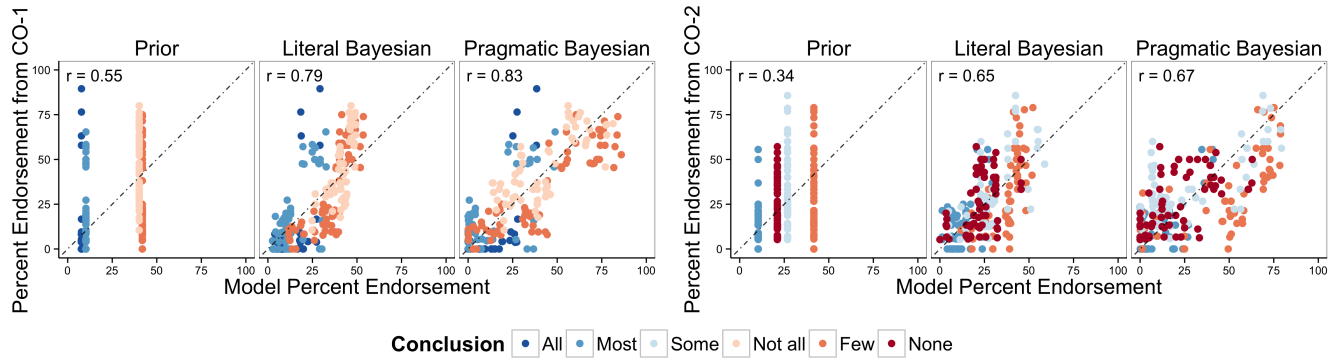 Percent Endorsement from CO-1
Prior
Literal Bayesian
Pragmatic Bayesian
r = 0.55
r = 0.79
r = 0.83
100
75
50
25
0
0 25 50 75 100
0 25 50 75 100
0 25 50 75 100
Model Percent Endorsement
Percent Endorsement from CO-2
Prior
Literal Bayesian
Pragmatic Bayesian
r = 0.34
r = 0.65
r = 0.67
100
75
50
25
0
0 25 50 75 100
0 25 50 75 100
0 25 50 75 100
Model Percent Endorsement
Conclusion All Most Some Not all Few None